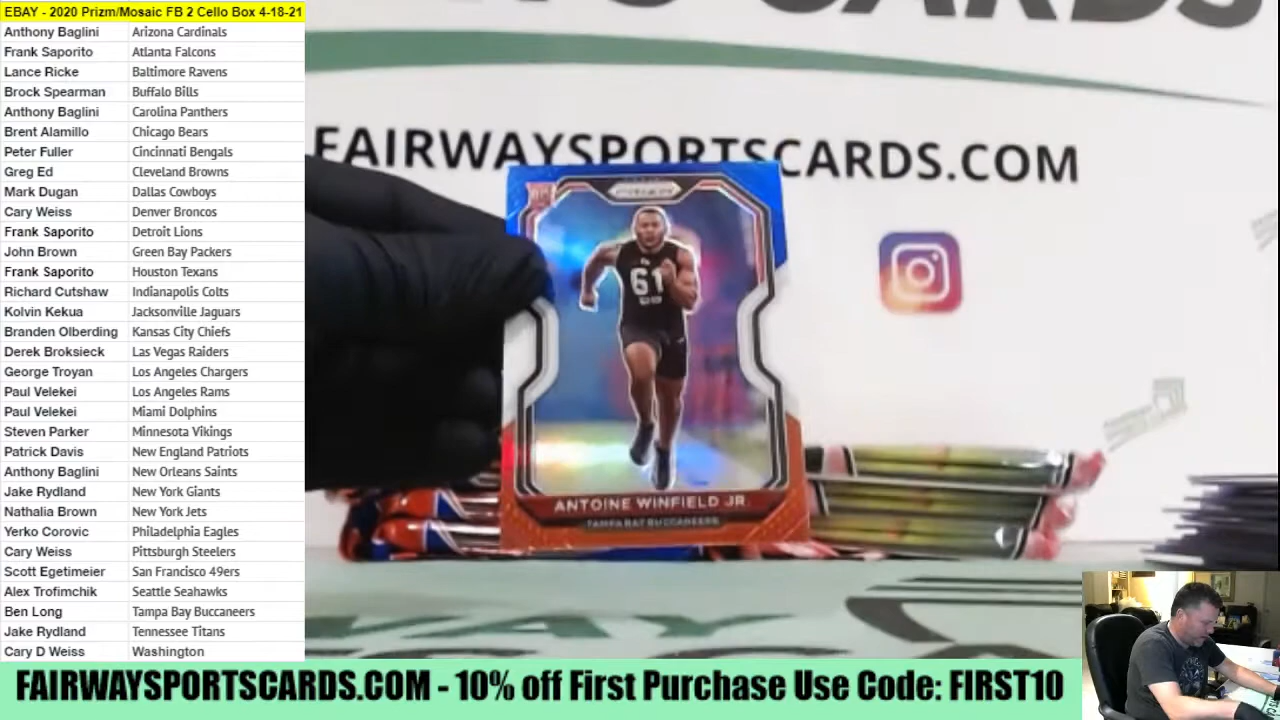 EBAY - 2020 Prizm/Mosaic FB 2 Cello Box 4-18-21
Anthony Baglini Arizona Cardinals
Frank Saporito Atlanta Falcons
Lance Ricke Baltimore Ravens
Brock Spearman Buffalo Bills
Anthony Baglini Carolina Panthers
Brent Alamillo Chicago Bears
Peter Fuller Cincinnati Bengals
Greg Ed Cleveland Browns
Mark Dugan Dallas Cowboys
Cary Weiss Denver Broncos
Frank Saporito Detroit Lions
John Brown Green Bay Packers
Frank Saporito Houston Texans
Richard Cutshaw Indianapolis Colts
Kolvin Kekua Jacksonville Jaguars
Branden Olberding Kansas City Chiefs
Derek Broksieck Las Vegas Raiders
George Troyan Los Angeles Chargers
Paul Velekei Los Angeles Rams
Paul Velekei Miami Dolphins
Steven Parker Minnesota Vikings
Patrick Davis New England Patriots
Anthony Baglini New Orleans Saints
Jake Rydland New York Giants
Nathalia Brown New York Jets
Yerko Corovic Philadelphia Eagles
Cary Weiss Pittsburgh Steelers
Scott Egetimeier San Francisco 49ers
Alex Trofimchik Seattle Seahawks
Ben Long Tampa Bay Buccaneers
Jake Rydland Tennessee Titans
Cary D Weiss Washington
CARDS
FAIRWAYSPORTSCARDS.COM
PRIZM
61
ANTOINE WINFIELD JR.
TAMPA BAY BUCCANEERS
FAIRWAYSPORTSCARDS.COM - 10% off First Purchase Use Code: FIRST10